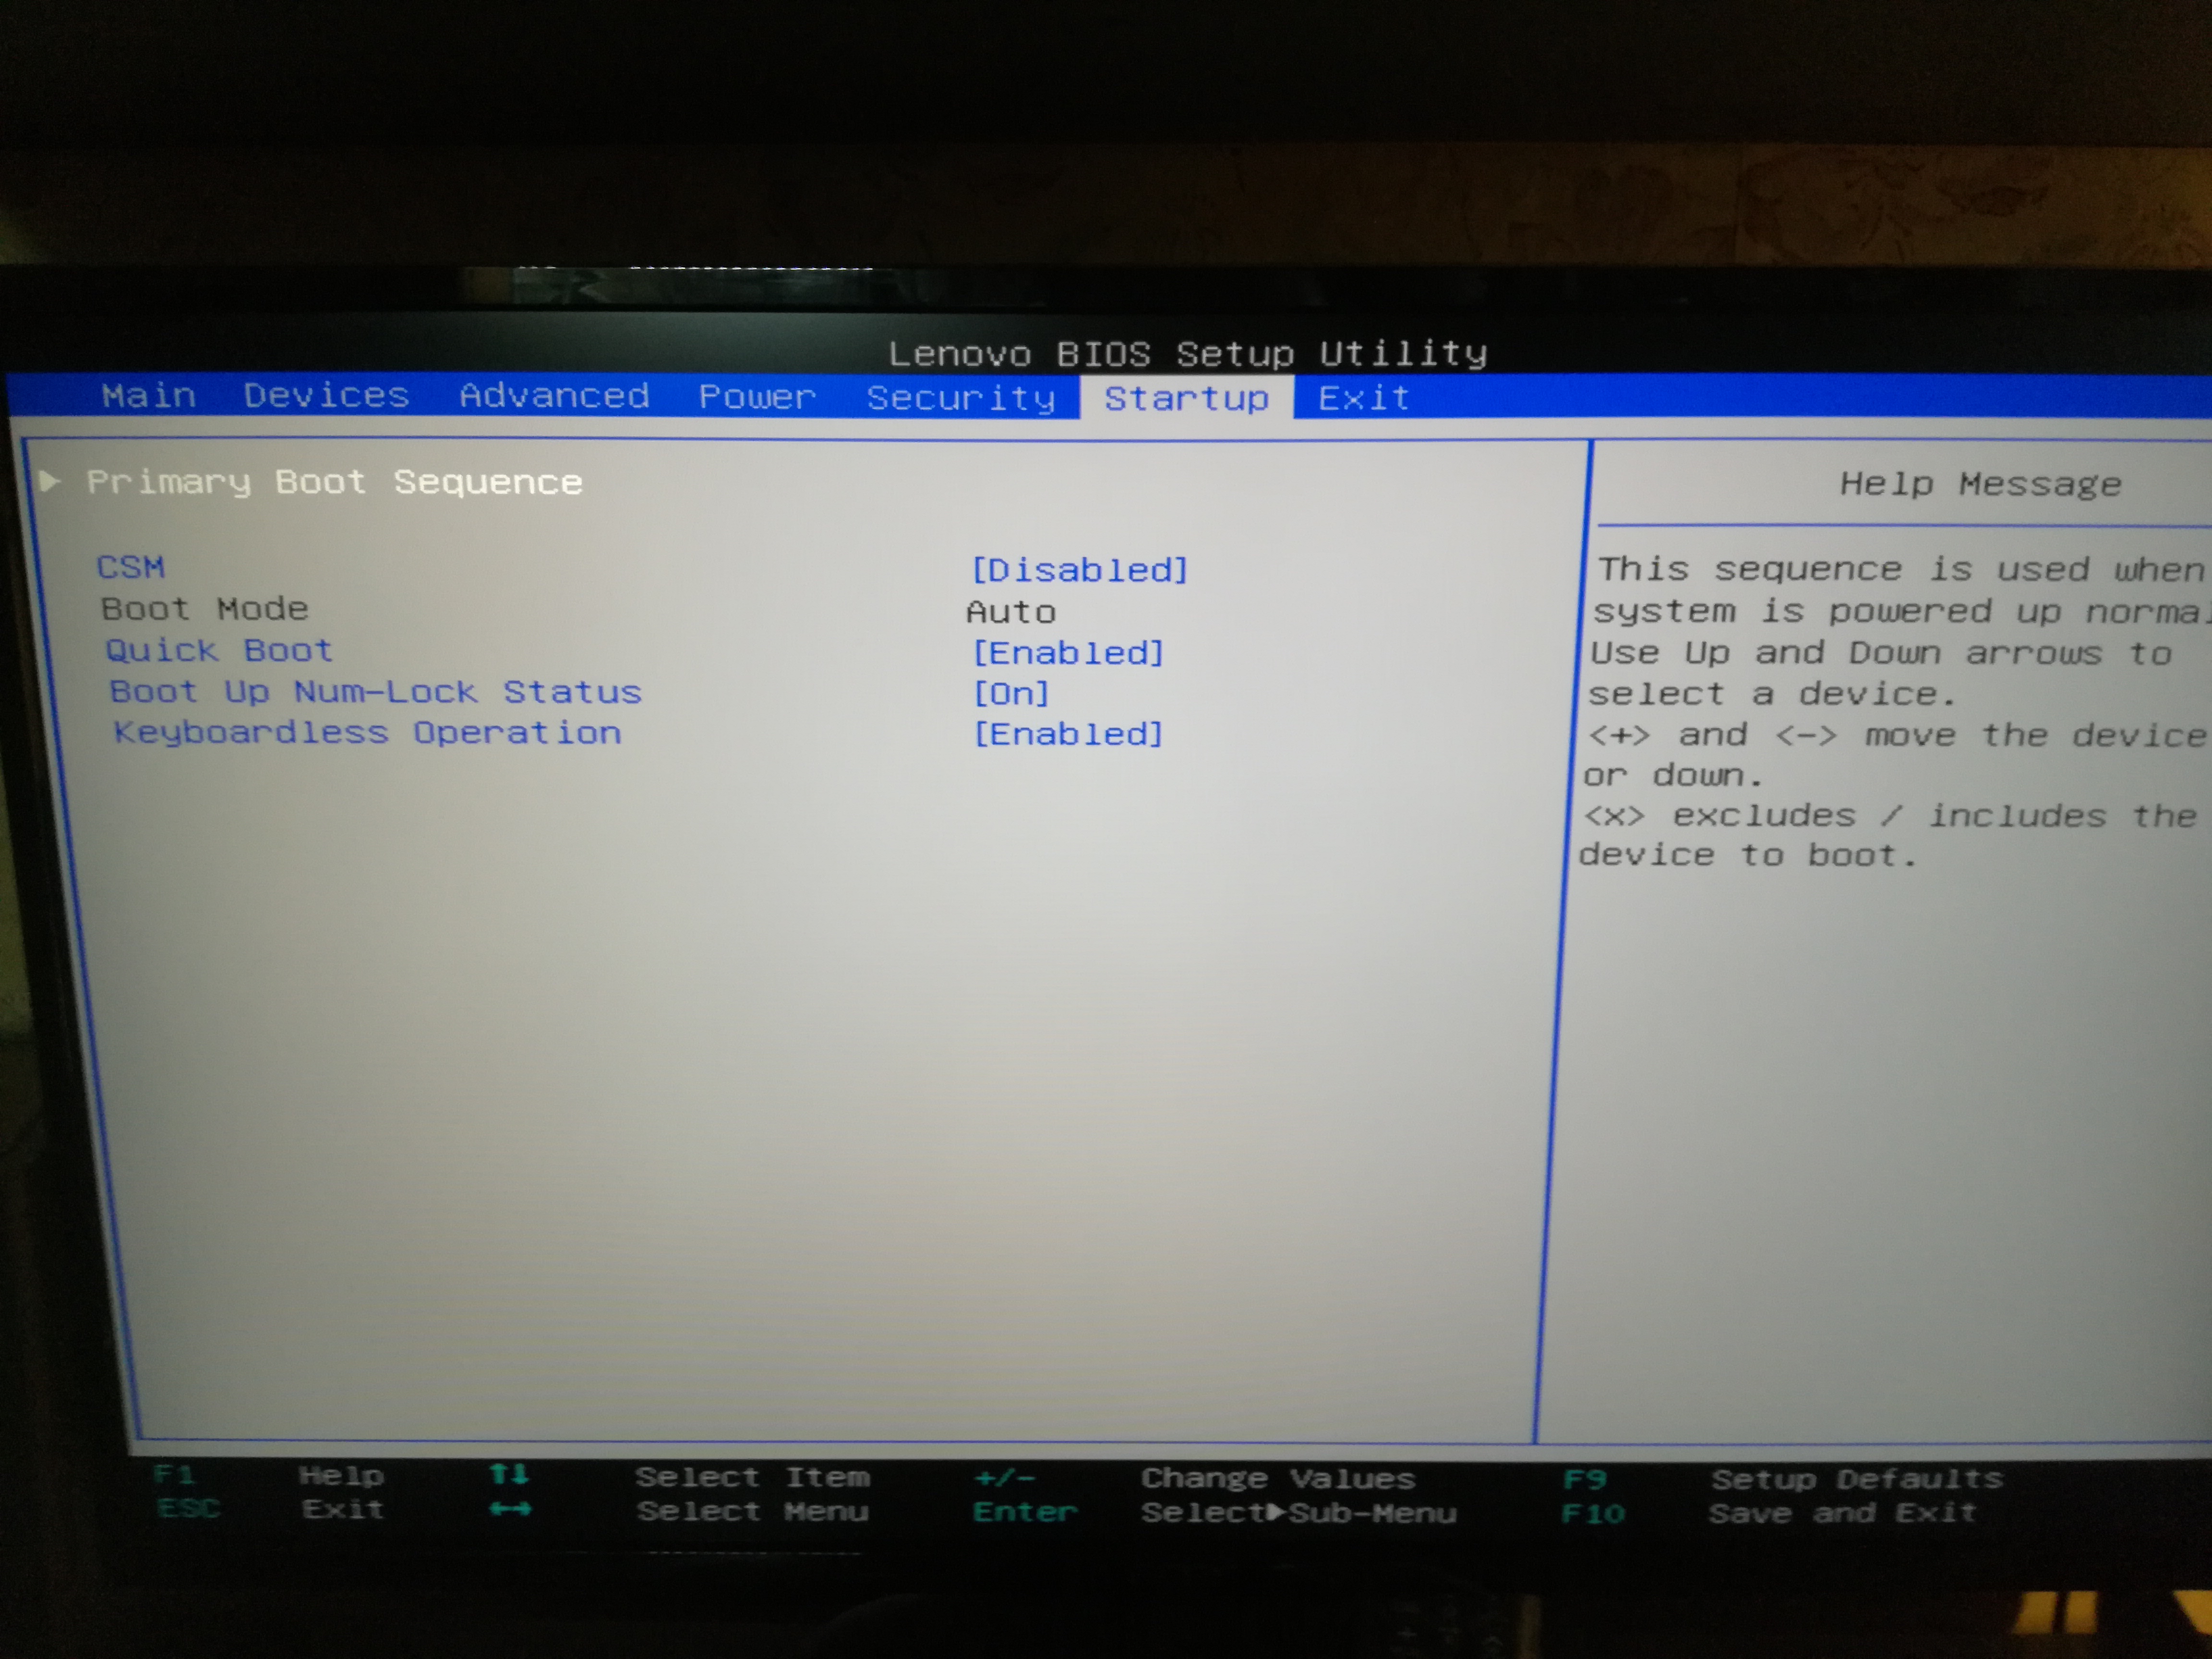 Lenovo BIOS Setup Utility
Main Devices Advanced Power Security Startup Exit
▶ Primary Boot Sequence
CSM [Disabled]
Boot Mode Auto
Quick Boot [Enabled]
Boot Up Num-Lock Status [On]
Keyboardless Operation [Enabled]
Help Message
This sequence is used when
system is powered up
Use Up and Down arrows to
select a device.
<+> and <-> move the device
or down.
<x> excludes / includes the
device to boot.
F1 Help ↑↓ Select Item +/- Change Values F9 Setup Defaults
ESC Exit ↔ Select Menu Enter Select▶Sub-Menu F10 Save and Exit